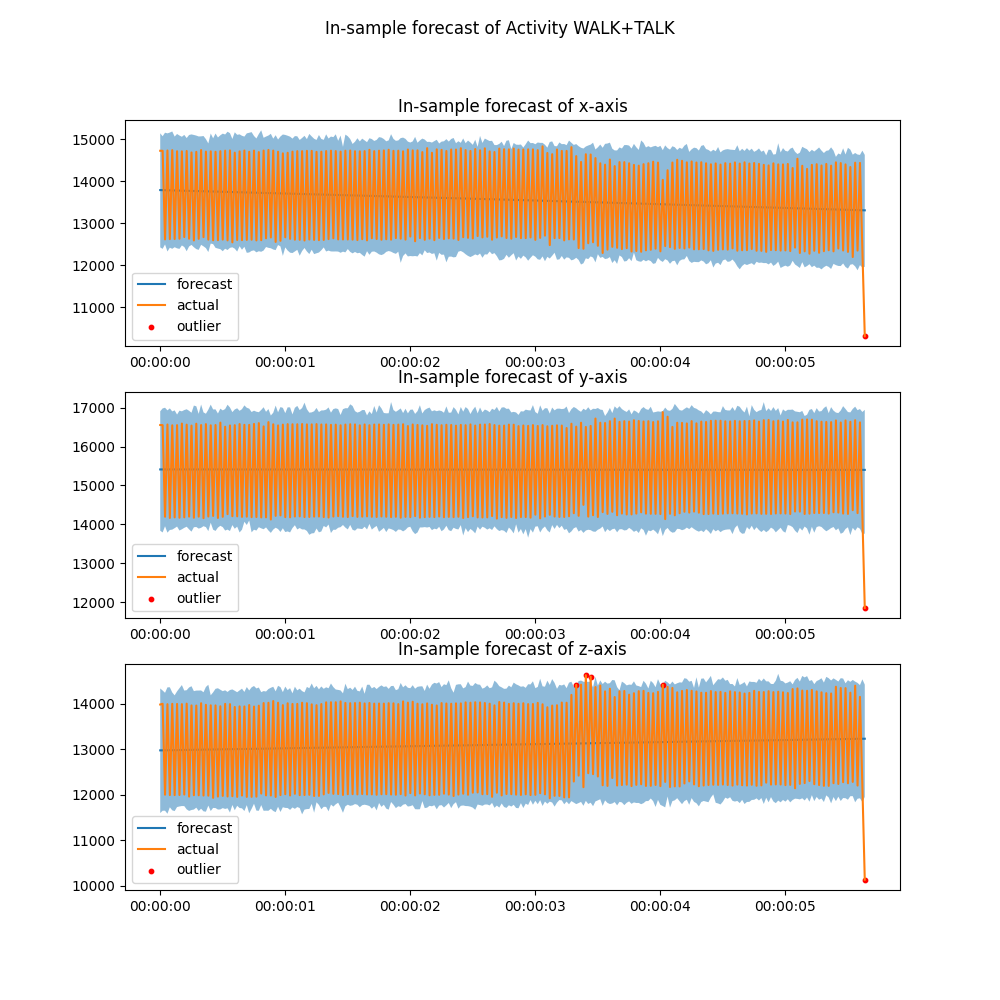 In-sample forecast of Activity WALK+TALK
In-sample forecast of x-axis
15000
14000
13000
12000
11000
forecast
actual
outlier
00:00:00 00:00:01 00:00:02 00:00:03 00:00:04 00:00:05
In-sample forecast of y-axis
17000
16000
15000
14000
13000
12000
forecast
actual
outlier
00:00:00 00:00:01 00:00:02 00:00:03 00:00:04 00:00:05
In-sample forecast of z-axis
14000
13000
12000
11000
10000
forecast
actual
outlier
00:00:00 00:00:01 00:00:02 00:00:03 00:00:04 00:00:05